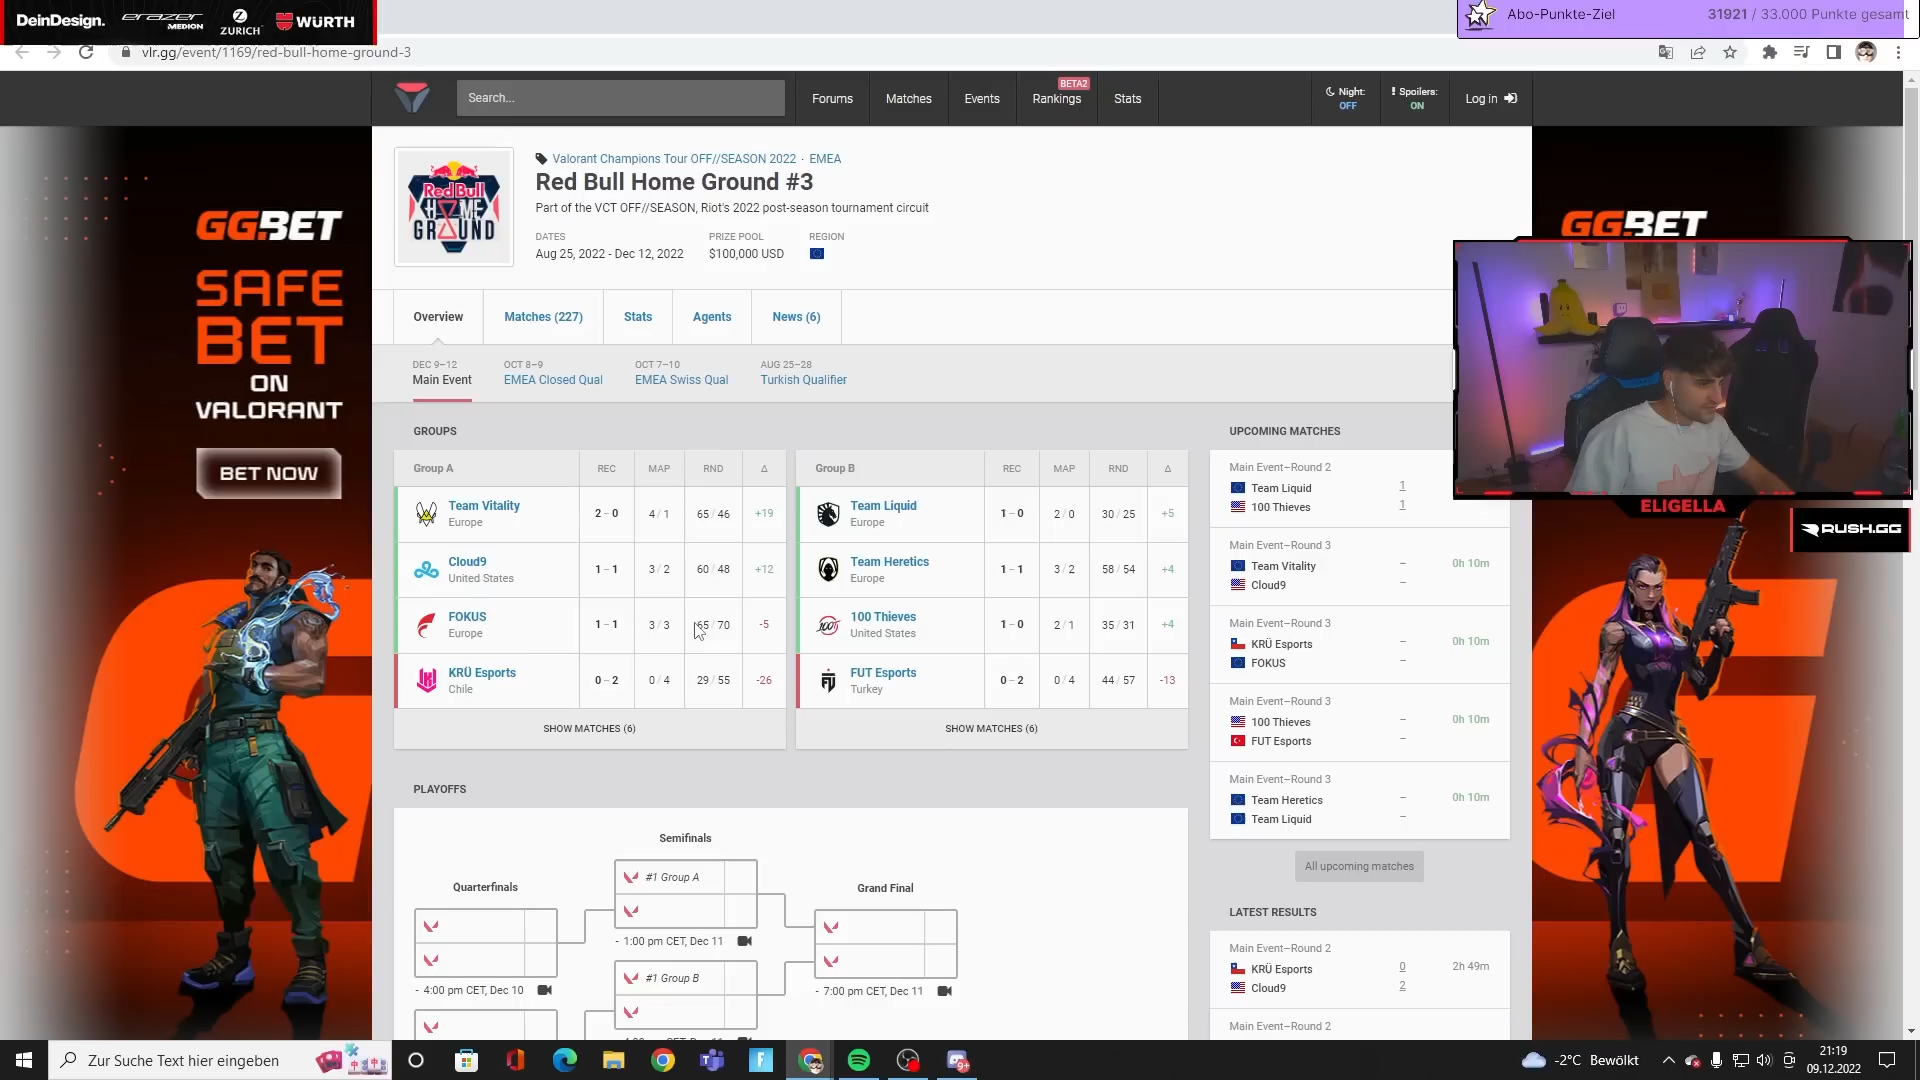 DeinDesign. erazer MEDION ZURICH WÜRTH
Abo-Punkte-Ziel 31921 / 33.000 Punkte gesamt
vlr.gg/event/1169/red-bull-home-ground-3
Search... Forums Matches Events Rankings BETA2 Stats Night: OFF Spoilers: ON Log in
Valorant Champions Tour OFF//SEASON 2022 · EMEA
Red Bull Home Ground #3
Part of the VCT OFF//SEASON, Riot's 2022 post-season tournament circuit
DATES PRIZE POOL REGION
Aug 25, 2022 - Dec 12, 2022 $100,000 USD
Red Bull
HOME
GROUND
Overview Matches (227) Stats Agents News (6)
DEC 9–12 OCT 8–9 OCT 7–10 AUG 25–28
Main Event EMEA Closed Qual EMEA Swiss Qual Turkish Qualifier
GROUPS
Group A REC MAP RND Δ
Team Vitality Europe 2 – 0 4 / 1 65 / 46 +19
Cloud9 United States 1 – 1 3 / 2 60 / 48 +12
FOKUS Europe 1 – 1 3 / 3 65 / 70 -5
KRÜ Esports Chile 0 – 2 0 / 4 29 / 55 -26
SHOW MATCHES (6)
Group B REC MAP RND Δ
Team Liquid Europe 1 – 0 2 / 0 30 / 25 +5
Team Heretics Europe 1 – 1 3 / 2 58 / 54 +4
100 Thieves United States 1 – 0 2 / 1 35 / 31 +4
FUT Esports Turkey 0 – 2 0 / 4 44 / 57 -13
SHOW MATCHES (6)
PLAYOFFS
Quarterfinals
- 4:00 pm CET, Dec 10
Semifinals
#1 Group A
- 1:00 pm CET, Dec 11
#1 Group B
Grand Final
- 7:00 pm CET, Dec 11
UPCOMING MATCHES
Main Event–Round 2
Team Liquid 1
100 Thieves 1
Main Event–Round 3
Team Vitality – 0h 10m
Cloud9 –
Main Event–Round 3
KRÜ Esports – 0h 10m
FOKUS –
Main Event–Round 3
100 Thieves – 0h 10m
FUT Esports –
Main Event–Round 3
Team Heretics – 0h 10m
Team Liquid –
All upcoming matches
LATEST RESULTS
Main Event–Round 2
KRÜ Esports 0 2h 49m
Cloud9 2
Main Event–Round 2
GG.BET
SAFE
BET
ON
VALORANT
BET NOW
GG.BET
ELIGELLA
RUSH.GG
Zur Suche Text hier eingeben
9+
-2°C Bewölkt
21:19
09.12.2022